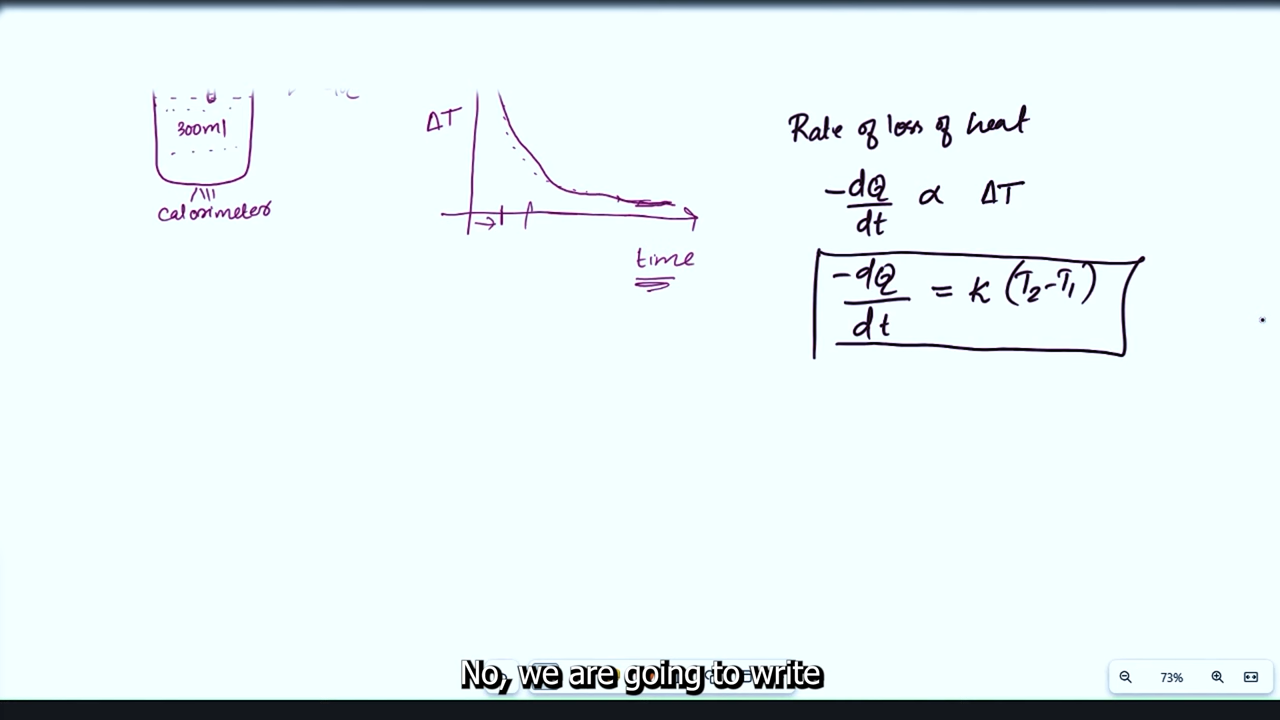 300ml
calorimeter
ΔT
time
Rate of loss of heat
-dQ/dt ∝ ΔT
-dQ/dt = K (T₂-T₁)
No, we are going to write
73%